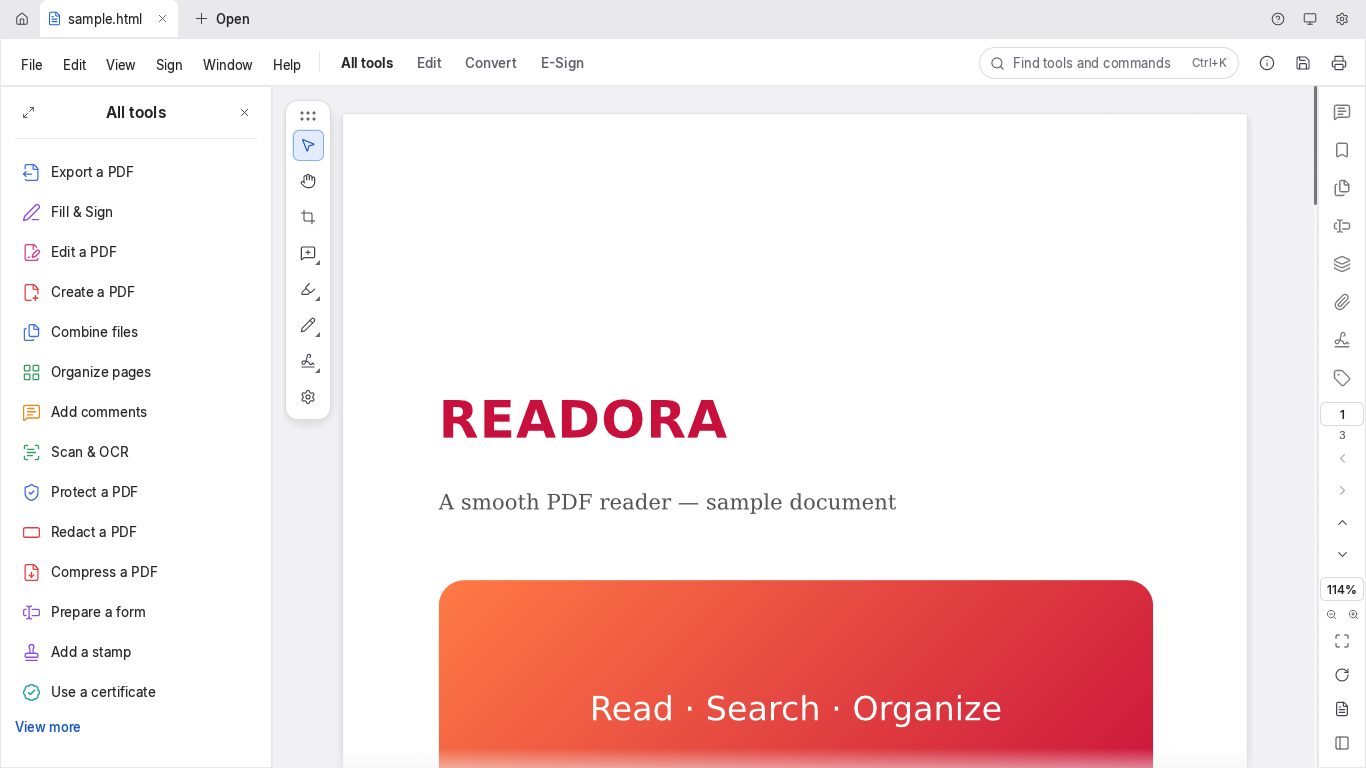 sample.html
Open
File Edit View Sign Window Help
All tools Edit Convert E-Sign
Find tools and commands Ctrl+K
All tools
Export a PDF
Fill & Sign
Edit a PDF
Create a PDF
Combine files
Organize pages
Add comments
Scan & OCR
Protect a PDF
Redact a PDF
Compress a PDF
Prepare a form
Add a stamp
Use a certificate
View more
READORA
A smooth PDF reader — sample document
Read · Search · Organize
1
3
114%